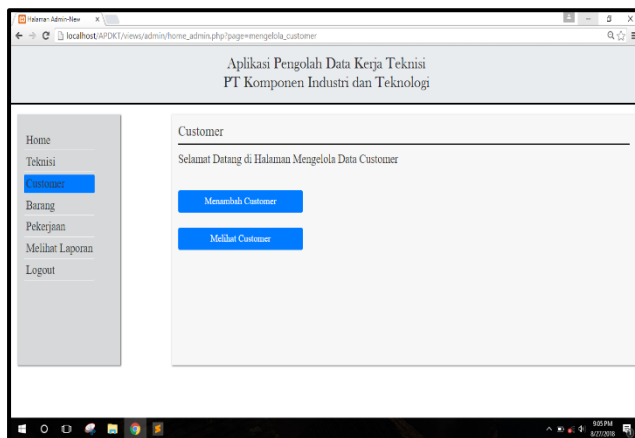 Halaman Admin-New
localhost/APDKT/views/admin/home_admin.php?page=mengelola_customer
Aplikasi Pengolah Data Kerja Teknisi
PT Komponen Industri dan Teknologi
Home
Teknisi
Customer
Barang
Pekerjaan
Melihat Laporan
Logout
Customer
Selamat Datang di Halaman Mengelola Data Customer
Menambah Customer
Melihat Customer
9:05 PM
8/27/2018